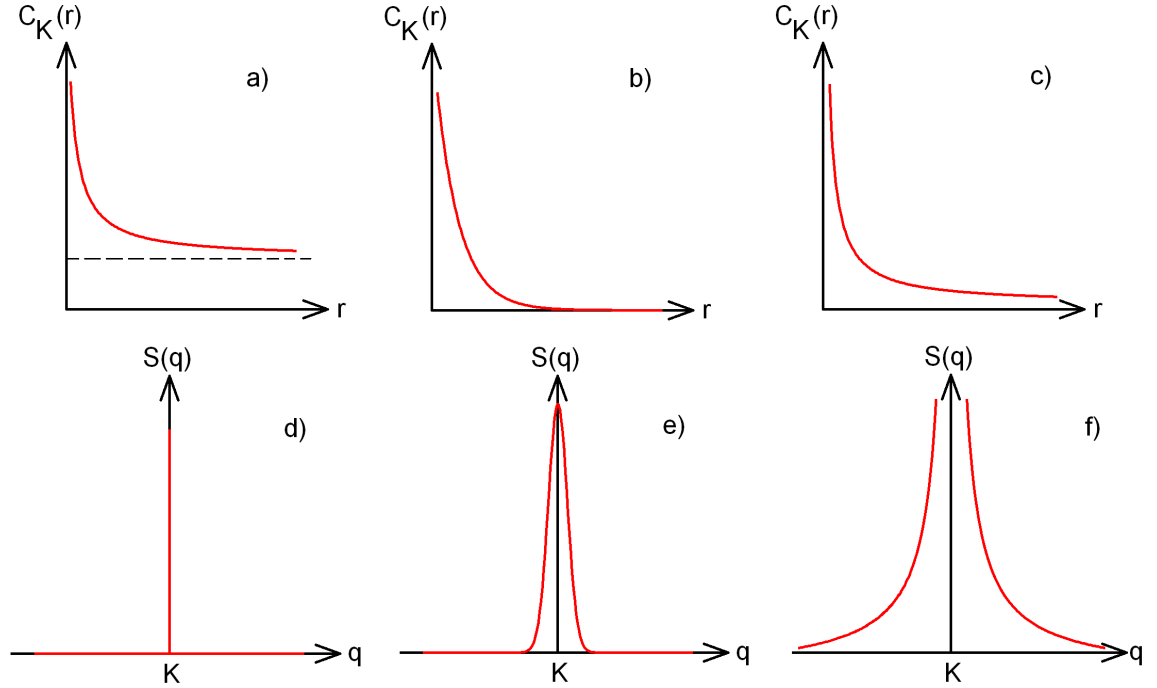 C_K(r)
a)
r
C_K(r)
b)
r
C_K(r)
c)
r
S(q)
d)
q
K
S(q)
e)
q
K
S(q)
f)
q
K